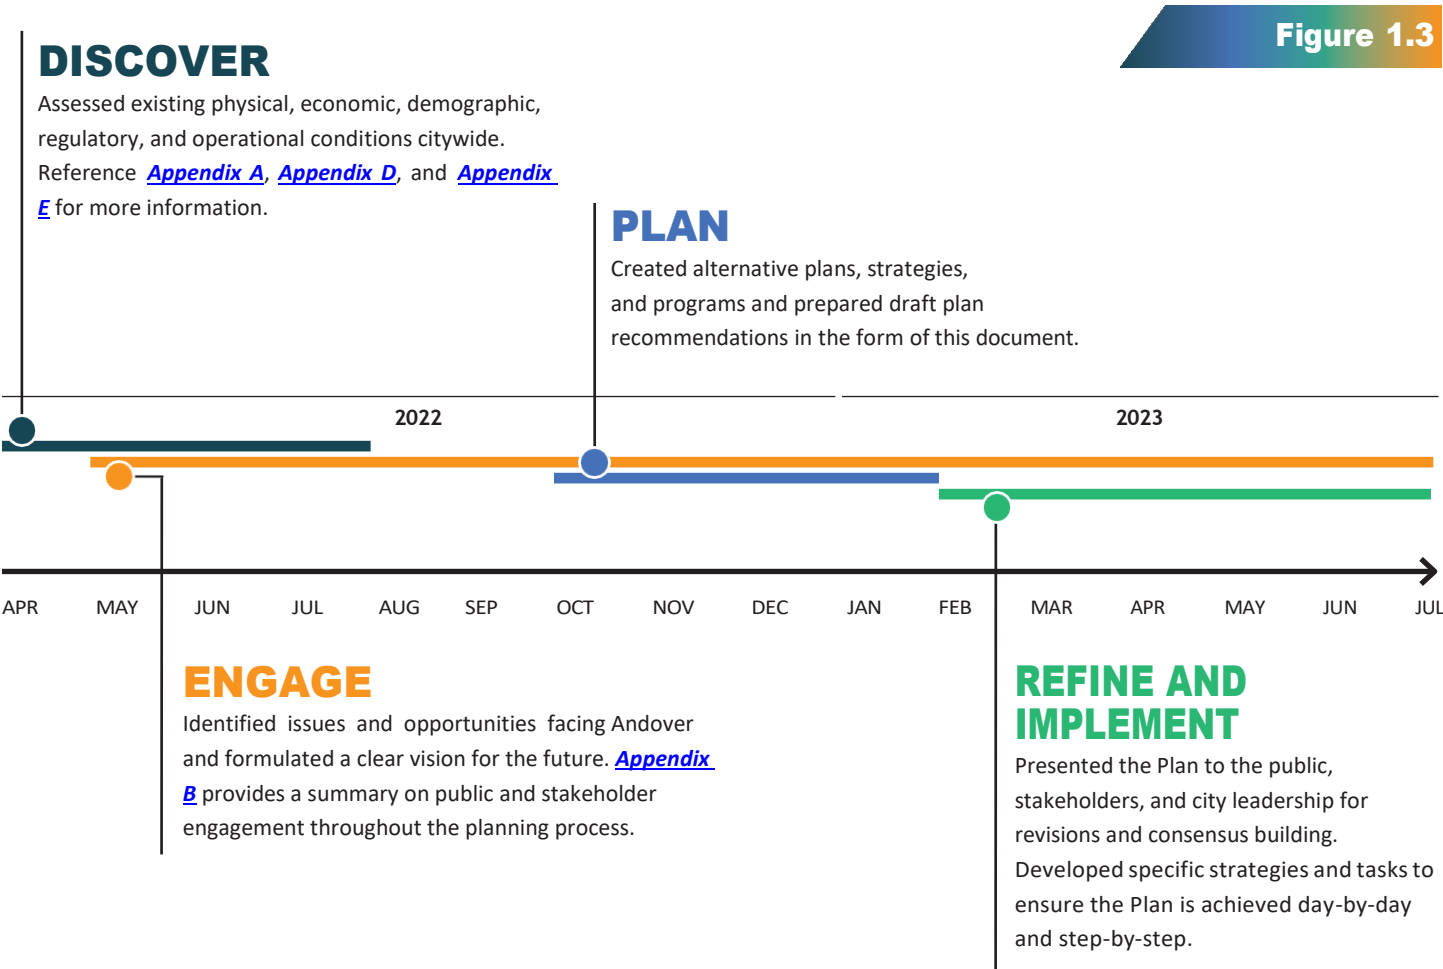 Figure 1.3
DISCOVER
Assessed existing physical, economic, demographic,
regulatory, and operational conditions citywide.
Reference Appendix A, Appendix D, and Appendix
E for more information.
PLAN
Created alternative plans, strategies,
and programs and prepared draft plan
recommendations in the form of this document.
2022 2023
APR MAY JUN JUL AUG SEP OCT NOV DEC JAN FEB MAR APR MAY JUN JUL
ENGAGE
Identified issues and opportunities facing Andover
and formulated a clear vision for the future. Appendix
B provides a summary on public and stakeholder
engagement throughout the planning process.
REFINE AND
IMPLEMENT
Presented the Plan to the public,
stakeholders, and city leadership for
revisions and consensus building.
Developed specific strategies and tasks to
ensure the Plan is achieved day-by-day
and step-by-step.